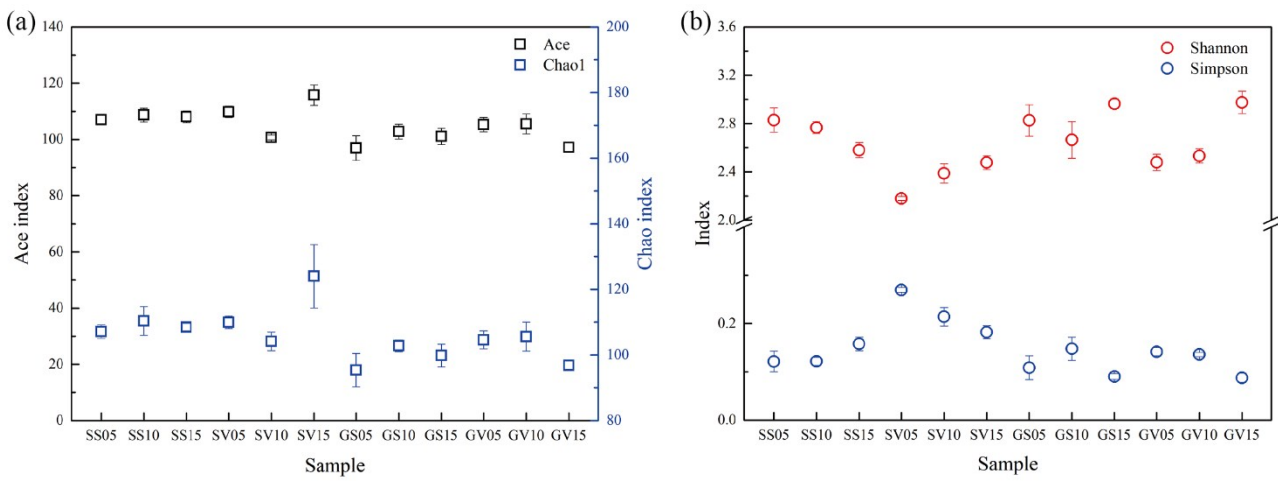 (a)
140
120
100
80
60
40
20
0
Ace index
Ace
Chao1
200
180
160
140
120
100
80
Chao index
SS05 SS10 SS15 SV05 SV10 SV15 GS05 GS10 GS15 GV05 GV10 GV15
Sample
(b)
3.6
3.2
2.8
2.4
2.0
0.2
0.0
Index
Shannon
Simpson
SS05 SS10 SS15 SV05 SV10 SV15 GS05 GS10 GS15 GV05 GV10 GV15
Sample